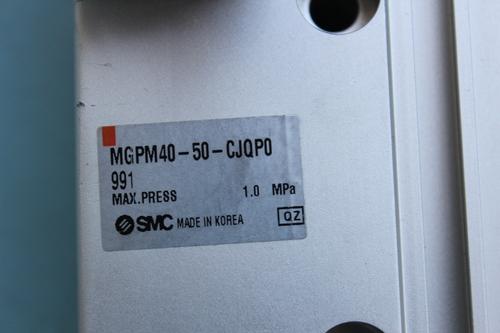 MGPM40-50-CJQP0
991
MAX.PRESS 1.0 MPa
SMC MADE IN KOREA QZ